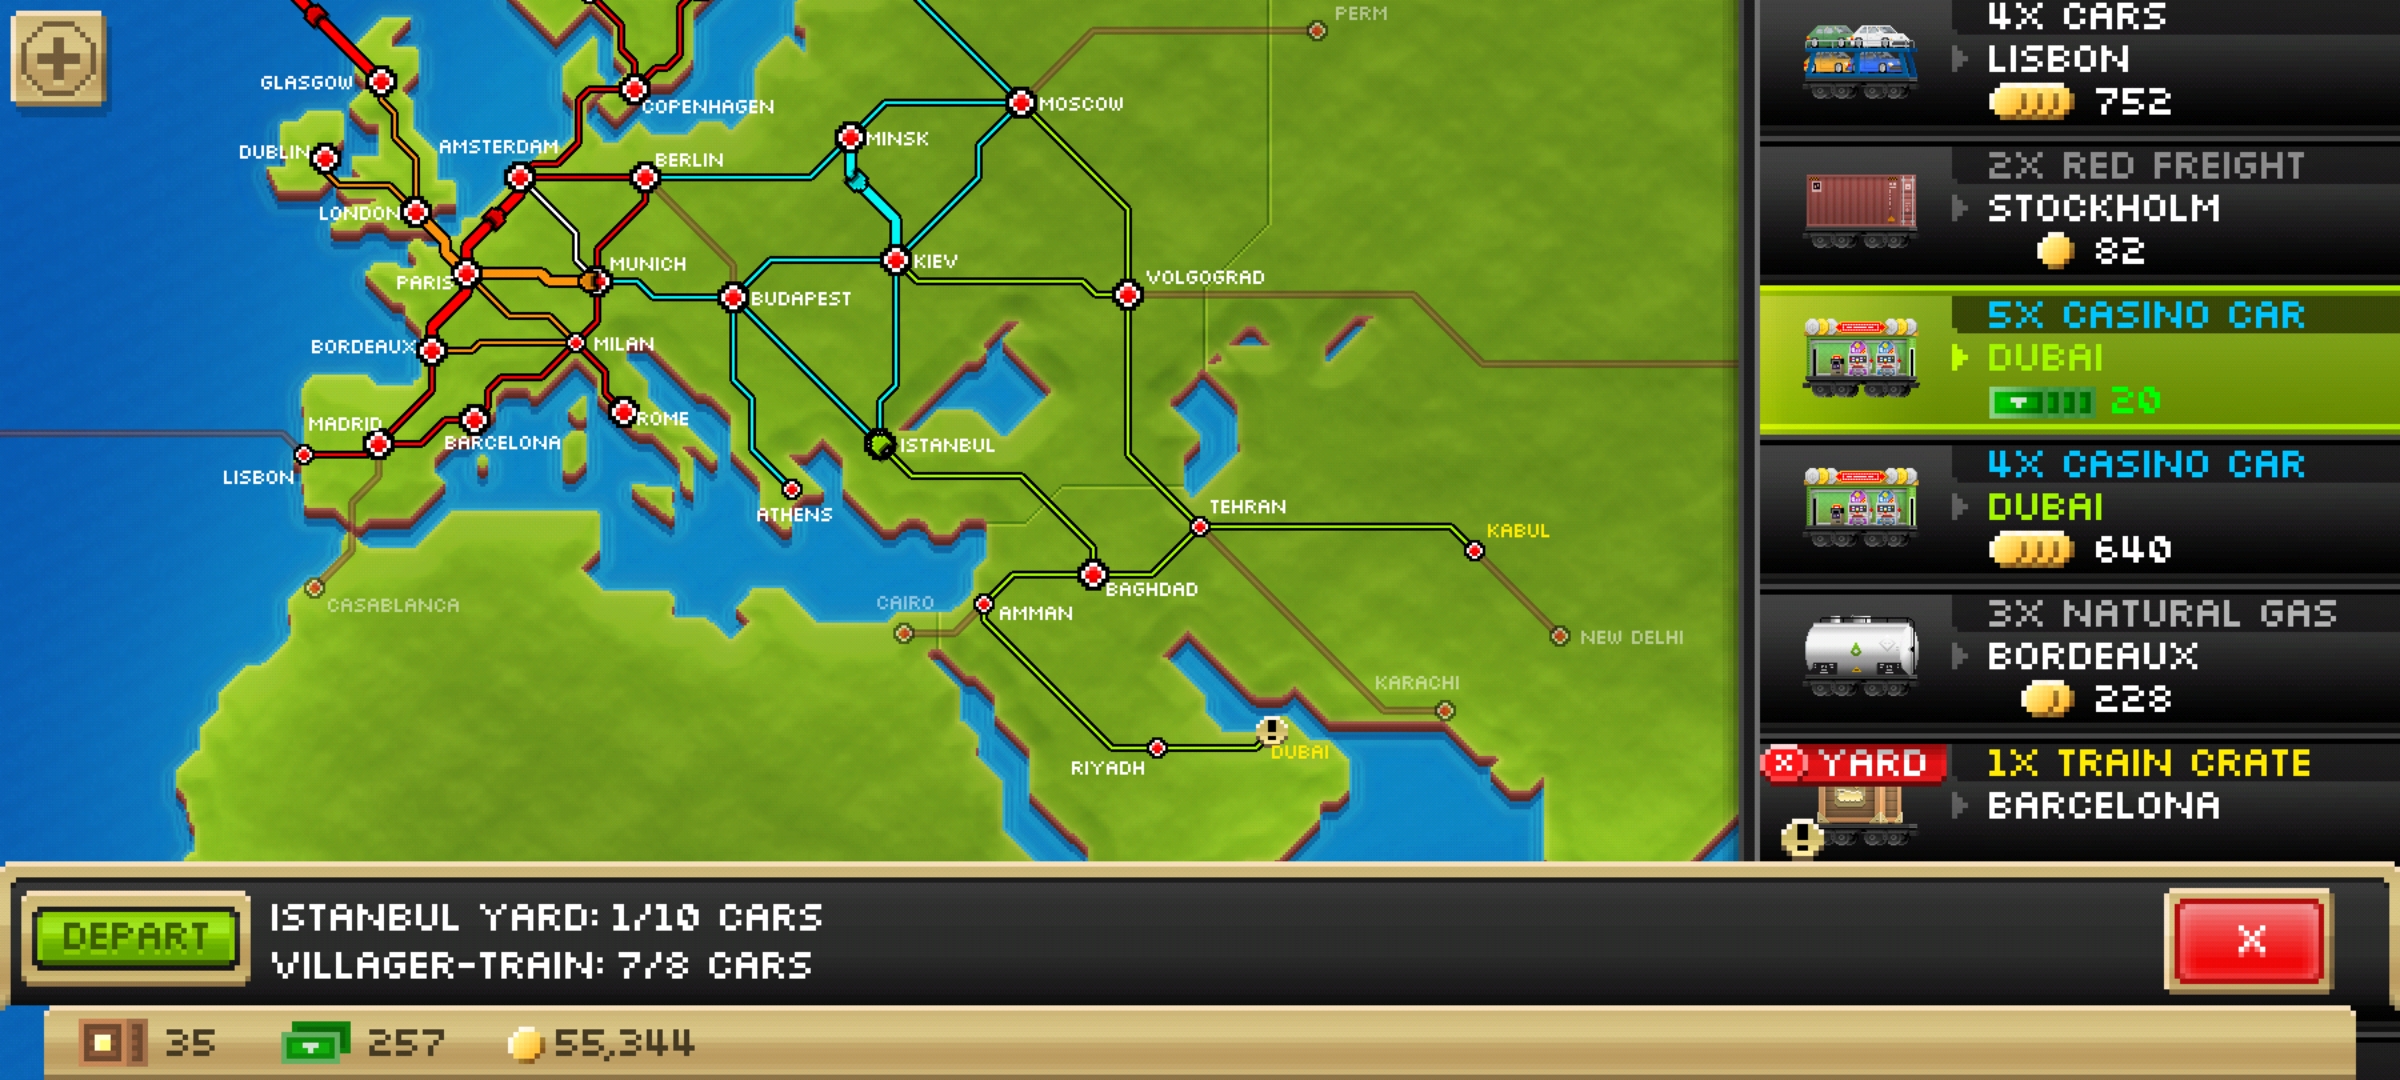 PERM
GLASGOW
COPENHAGEN
MOSCOW
MINSK
DUBLIN
AMSTERDAM
BERLIN
LONDON
PARIS
MUNICH
KIEV
BUDAPEST
VOLGOGRAD
BORDEAUX
MILAN
MADRID
BARCELONA
ROME
ISTANBUL
LISBON
ATHENS
TEHRAN
KABUL
CASABLANCA
CAIRO
AMMAN
BAGHDAD
NEW DELHI
KARACHI
RIYADH
DUBAI
4X CARS
LISBON
752
2X RED FREIGHT
STOCKHOLM
82
5X CASINO CAR
DUBAI
20
4X CASINO CAR
DUBAI
640
3X NATURAL GAS
BORDEAUX
228
X YARD
1X TRAIN CRATE
BARCELONA
DEPART
ISTANBUL YARD: 1/10 CARS
VILLAGER-TRAIN: 7/8 CARS
X
35
257
55,344